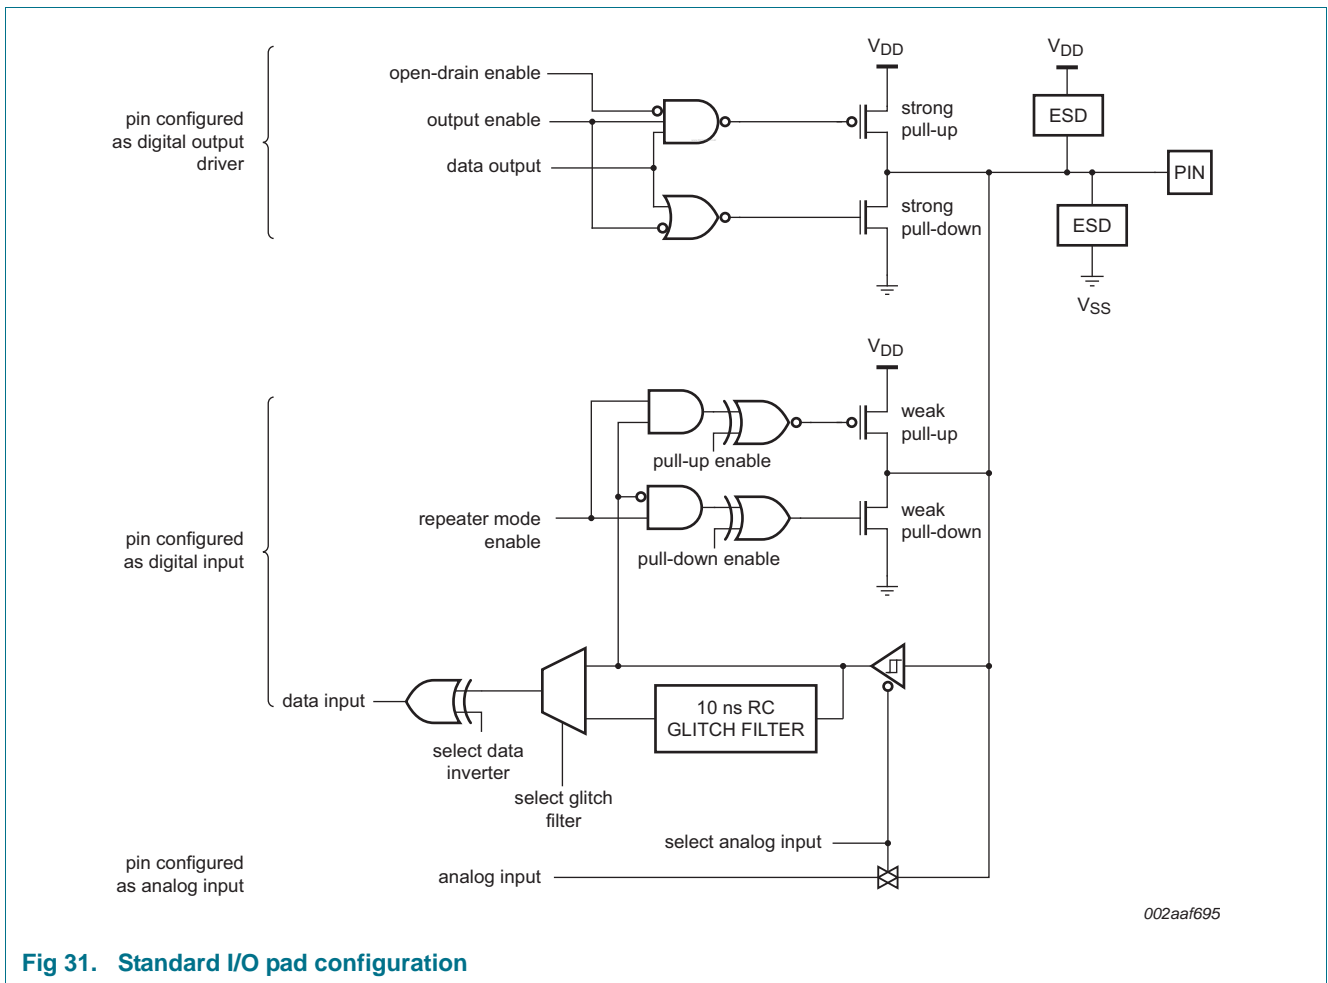 VDD
VDD
open-drain enable
strong
pull-up
ESD
pin configured
as digital output
driver
output enable
data output
PIN
strong
pull-down
ESD
VSS
VDD
weak
pull-up
pull-up enable
repeater mode
enable
weak
pull-down
pin configured
as digital input
pull-down enable
data input
10 ns RC
GLITCH FILTER
select data
inverter
select glitch
filter
select analog input
pin configured
as analog input
analog input
002aaf695
Fig 31. Standard I/O pad configuration